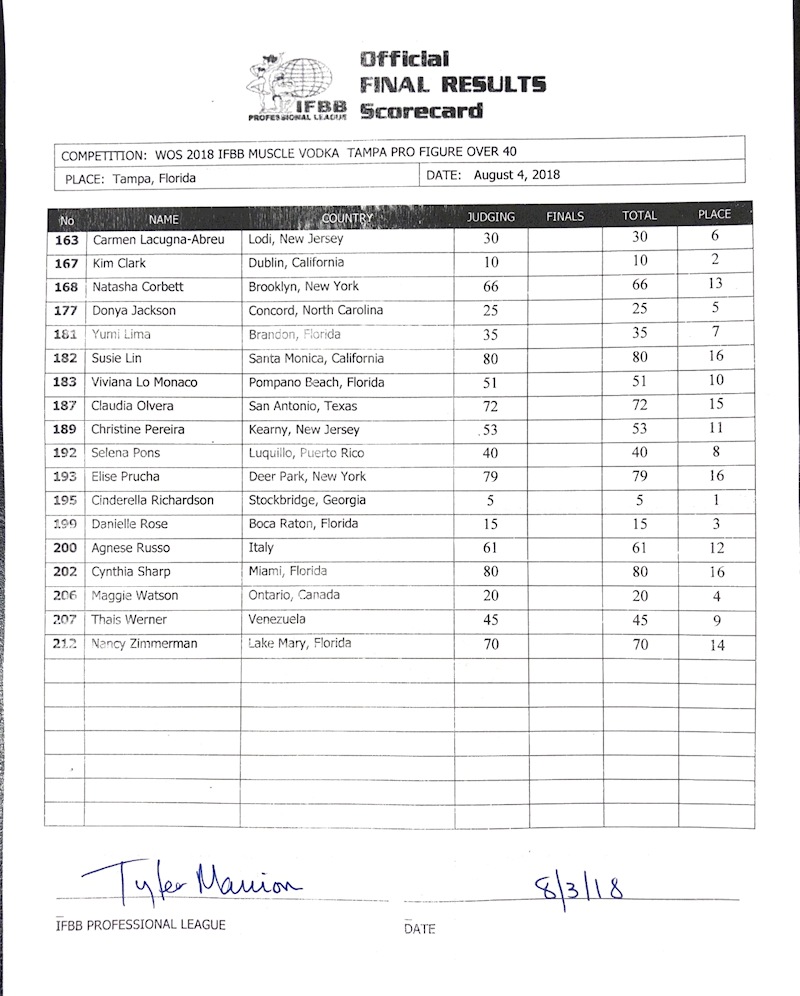 Official
FINAL RESULTS
Scorecard
IFBB
PROFESSIONAL LEAGUE
COMPETITION: WOS 2018 IFBB MUSCLE VODKA TAMPA PRO FIGURE OVER 40
PLACE: Tampa, Florida DATE: August 4, 2018
No NAME COUNTRY JUDGING FINALS TOTAL PLACE
163 Carmen Lacugna-Abreu Lodi, New Jersey 30 30 6
167 Kim Clark Dublin, California 10 10 2
168 Natasha Corbett Brooklyn, New York 66 66 13
177 Donya Jackson Concord, North Carolina 25 25 5
181 Yumi Lima Brandon, Florida 35 35 7
182 Susie Lin Santa Monica, California 80 80 16
183 Viviana Lo Monaco Pompano Beach, Florida 51 51 10
187 Claudia Olvera San Antonio, Texas 72 72 15
189 Christine Pereira Kearny, New Jersey 53 53 11
192 Selena Pons Luquillo, Puerto Rico 40 40 8
193 Elise Prucha Deer Park, New York 79 79 16
195 Cinderella Richardson Stockbridge, Georgia 5 5 1
199 Danielle Rose Boca Raton, Florida 15 15 3
200 Agnese Russo Italy 61 61 12
202 Cynthia Sharp Miami, Florida 80 80 16
206 Maggie Watson Ontario, Canada 20 20 4
207 Thais Werner Venezuela 45 45 9
212 Nancy Zimmerman Lake Mary, Florida 70 70 14
Tyler Manion 8/3/18
IFBB PROFESSIONAL LEAGUE DATE